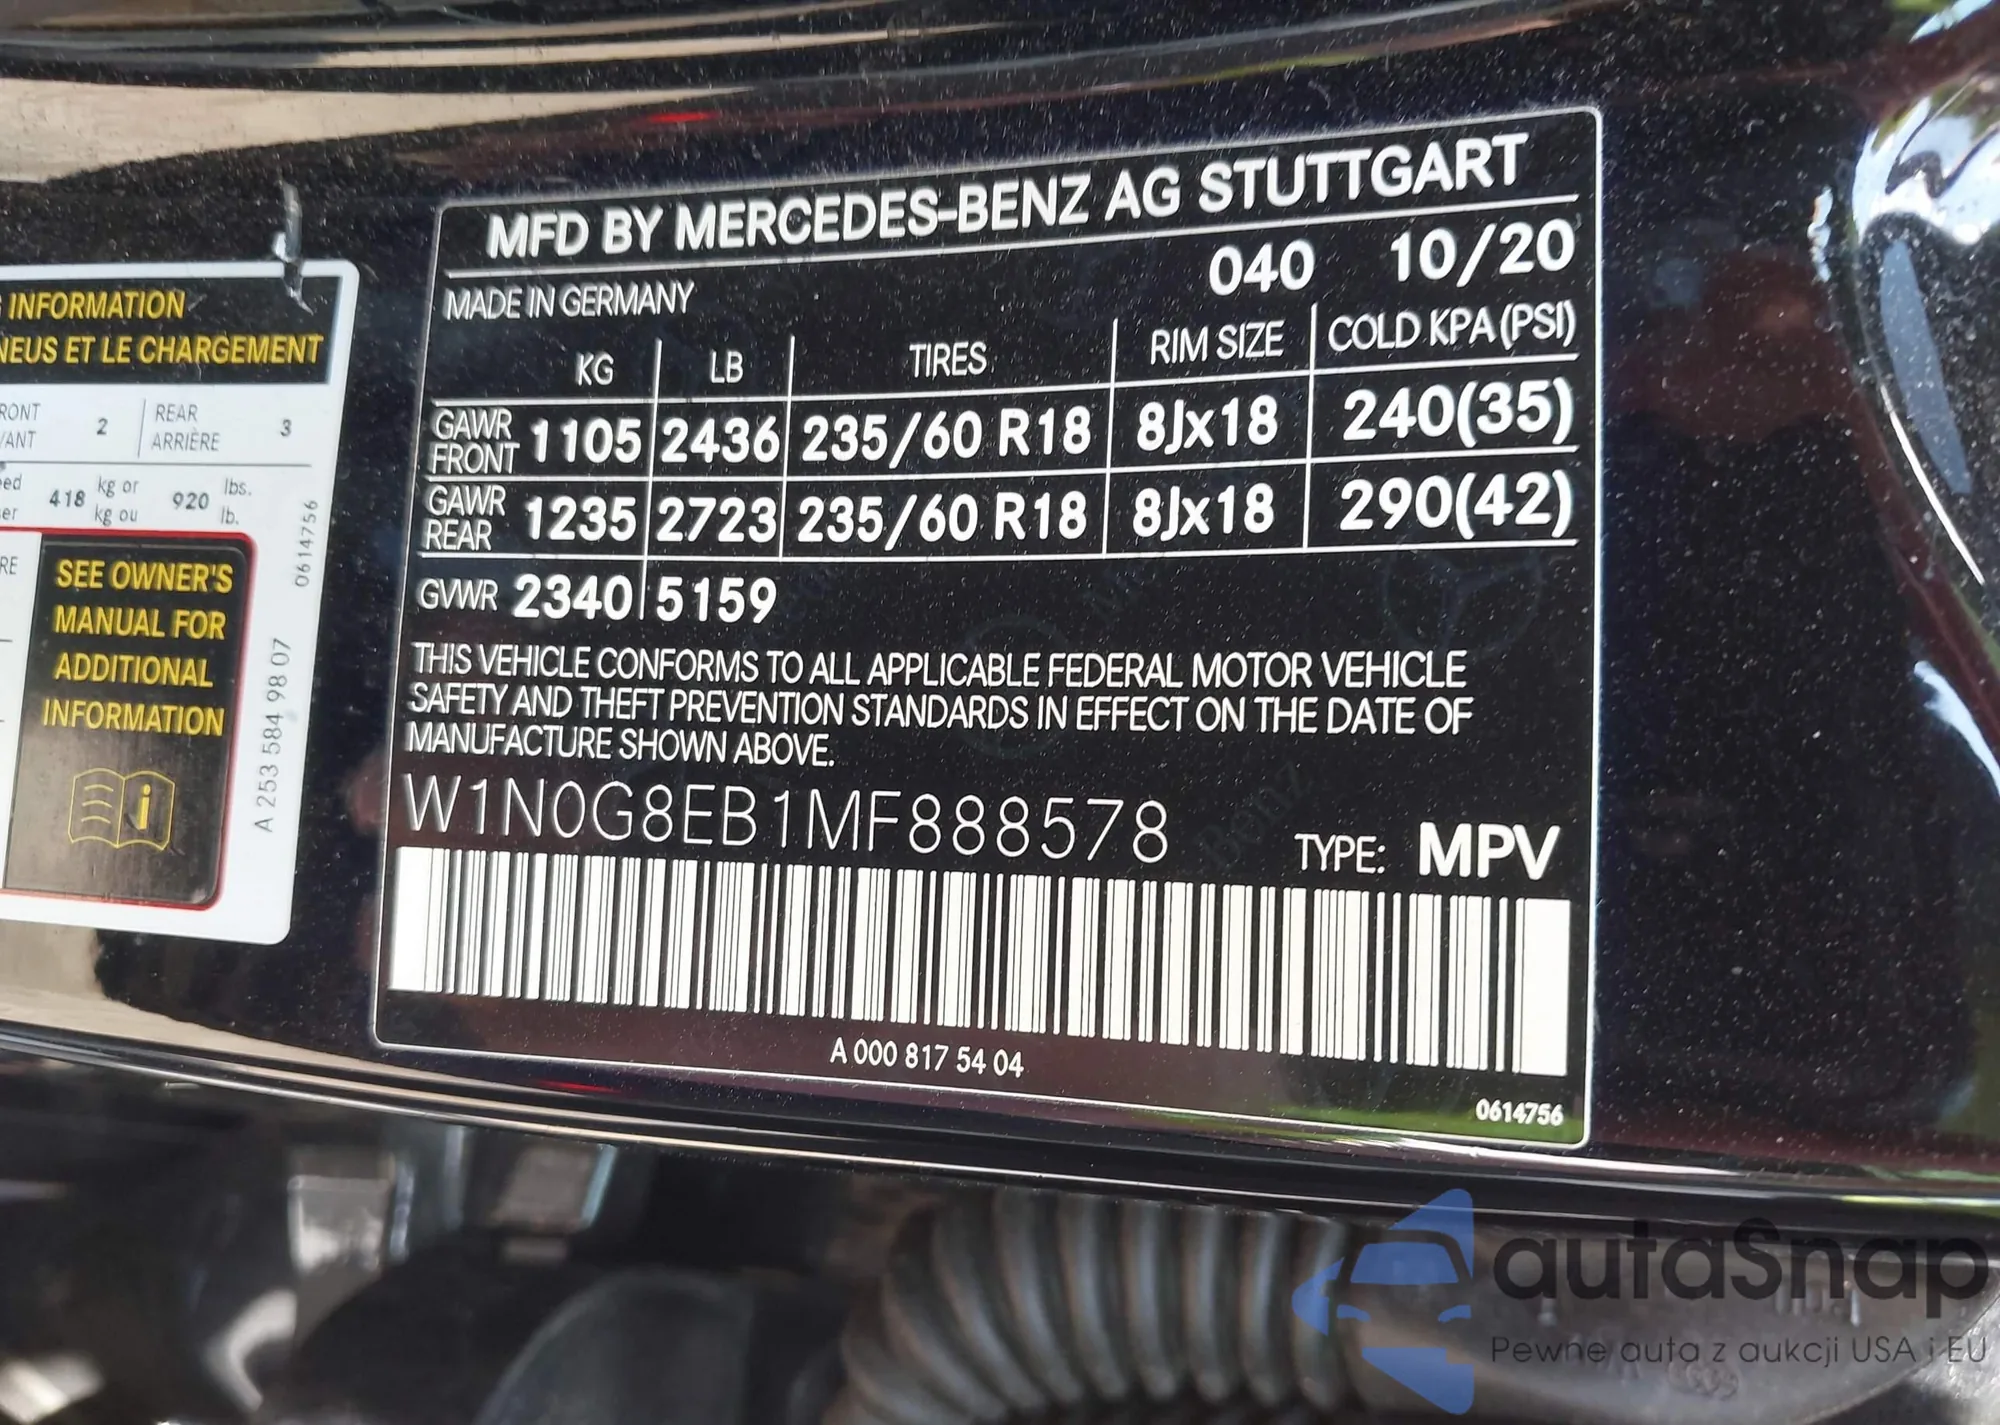 INFORMATION
ET LE CHARGEMENT
2
REAR
ARRIÈRE
3
418
kg or
kg ou
920
lbs.
lb.
SEE OWNER'S
MANUAL FOR
ADDITIONAL
INFORMATION
0614756
A 253 584 98 07
MFD BY MERCEDES-BENZ AG STUTTGART
MADE IN GERMANY 040 10/20
KG LB TIRES RIM SIZE COLD KPA (PSI)
GAWR FRONT 1105 2436 235/60 R18 8Jx18 240(35)
GAWR REAR 1235 2723 235/60 R18 8Jx18 290(42)
GVWR 2340 5159
THIS VEHICLE CONFORMS TO ALL APPLICABLE FEDERAL MOTOR VEHICLE
SAFETY AND THEFT PREVENTION STANDARDS IN EFFECT ON THE DATE OF
MANUFACTURE SHOWN ABOVE.
W1N0G8EB1MF888578
TYPE: MPV
A 000 817 54 04
0614756
autaSnap
Pewne auta z aukcji USA i EU